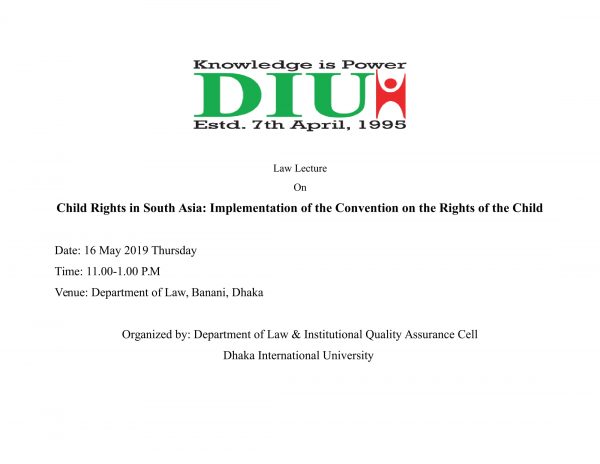 Knowledge is Power
DIU
Estd. 7th April, 1995
Law Lecture
On
Child Rights in South Asia: Implementation of the Convention on the Rights of the Child
Date: 16 May 2019 Thursday
Time: 11.00-1.00 P.M
Venue: Department of Law, Banani, Dhaka
Organized by: Department of Law & Institutional Quality Assurance Cell
Dhaka International University